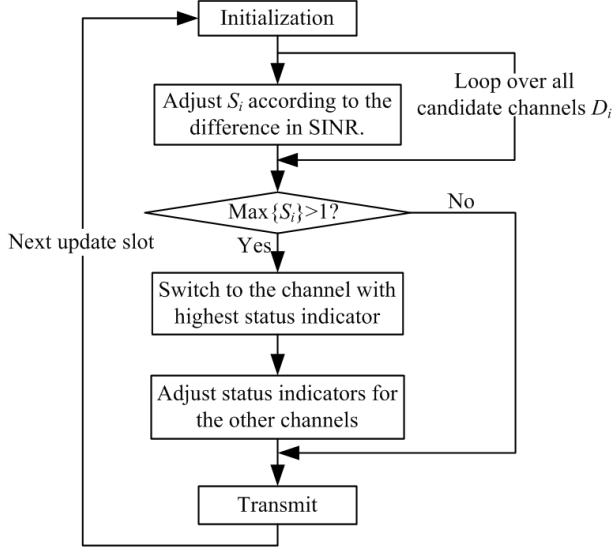 Initialization
Loop over all
candidate channels Di
Adjust Si according to the
difference in SINR.
Max{Si}>1?
No
Yes
Next update slot
Switch to the channel with
highest status indicator
Adjust status indicators for
the other channels
Transmit